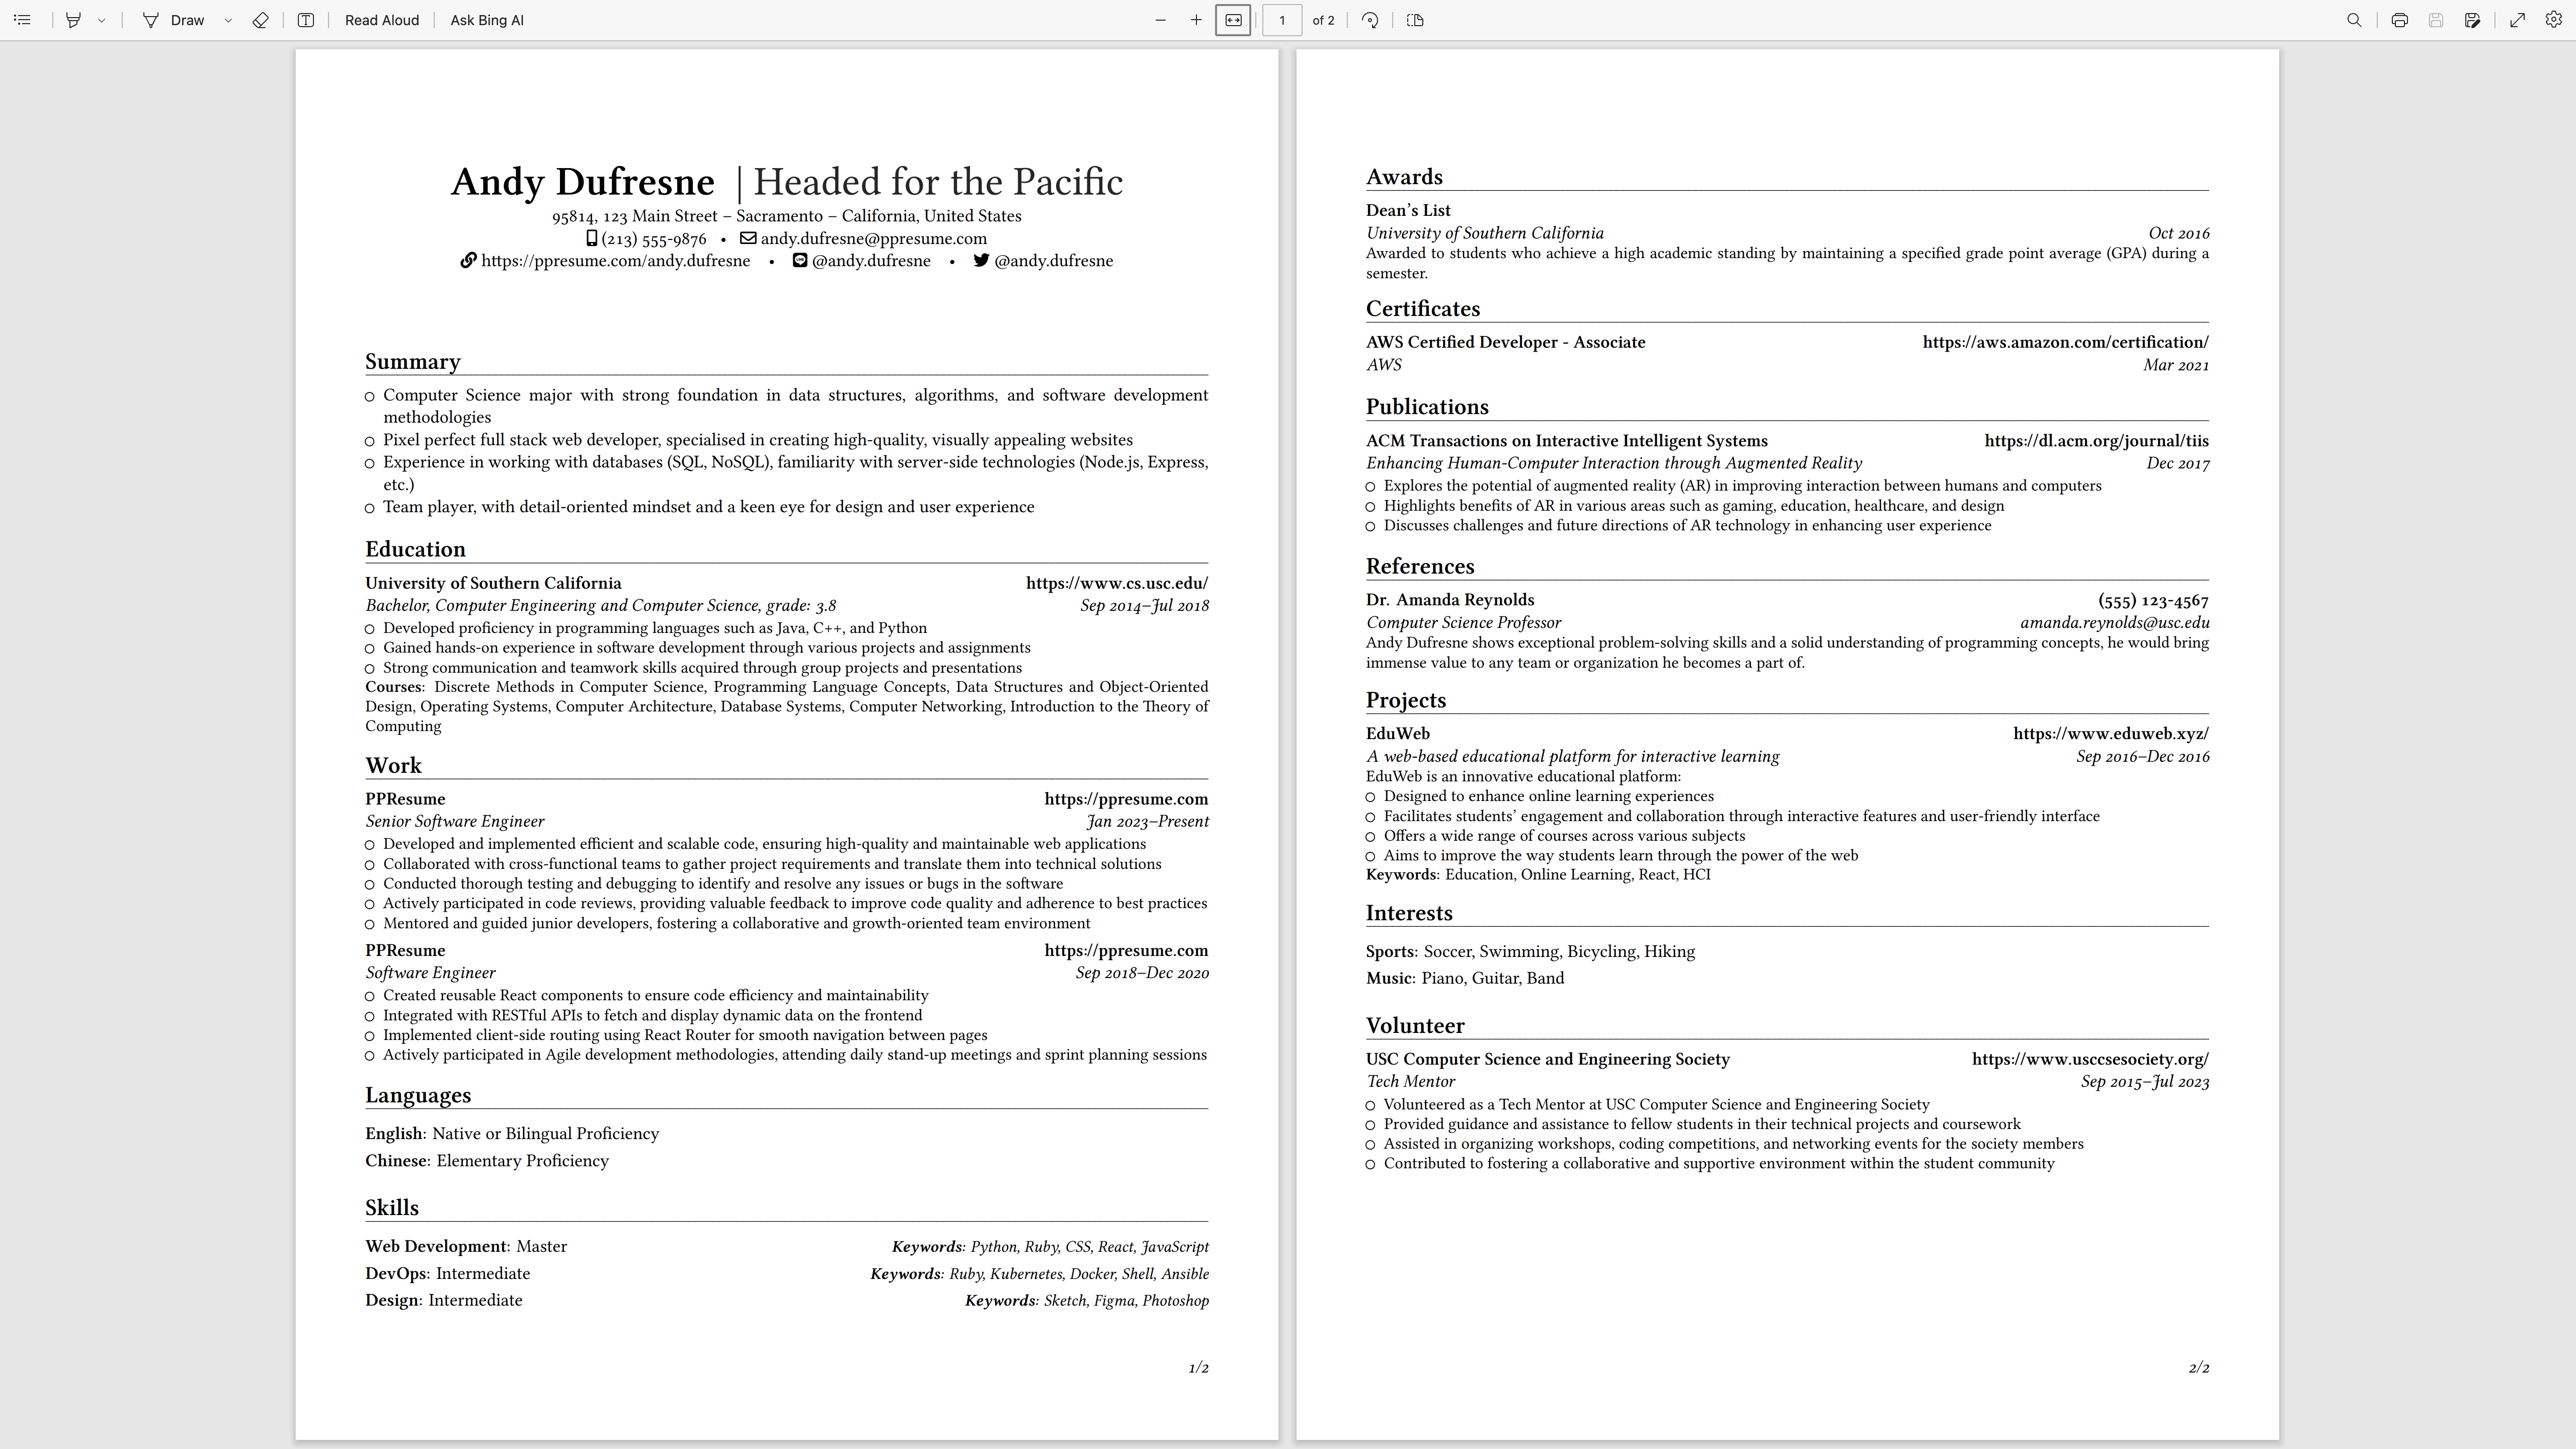 Draw
Read Aloud
Ask Bing AI
1
of 2
Andy Dufresne | Headed for the Pacific
95814, 123 Main Street – Sacramento – California, United States
(213) 555-9876 • andy.dufresne@ppresume.com
https://ppresume.com/andy.dufresne • @andy.dufresne • @andy.dufresne
Summary
Computer Science major with strong foundation in data structures, algorithms, and software development
methodologies
Pixel perfect full stack web developer, specialised in creating high-quality, visually appealing websites
Experience in working with databases (SQL, NoSQL), familiarity with server-side technologies (Node.js, Express,
etc.)
Team player, with detail-oriented mindset and a keen eye for design and user experience
Education
University of Southern California https://www.cs.usc.edu/
Bachelor, Computer Engineering and Computer Science, grade: 3.8 Sep 2014–Jul 2018
Developed proficiency in programming languages such as Java, C++, and Python
Gained hands-on experience in software development through various projects and assignments
Strong communication and teamwork skills acquired through group projects and presentations
Courses: Discrete Methods in Computer Science, Programming Language Concepts, Data Structures and Object-Oriented
Design, Operating Systems, Computer Architecture, Database Systems, Computer Networking, Introduction to the Theory of
Computing
Work
PPResume https://ppresume.com
Senior Software Engineer Jan 2023–Present
Developed and implemented efficient and scalable code, ensuring high-quality and maintainable web applications
Collaborated with cross-functional teams to gather project requirements and translate them into technical solutions
Conducted thorough testing and debugging to identify and resolve any issues or bugs in the software
Actively participated in code reviews, providing valuable feedback to improve code quality and adherence to best practices
Mentored and guided junior developers, fostering a collaborative and growth-oriented team environment
PPResume https://ppresume.com
Software Engineer Sep 2018–Dec 2020
Created reusable React components to ensure code efficiency and maintainability
Integrated with RESTful APIs to fetch and display dynamic data on the frontend
Implemented client-side routing using React Router for smooth navigation between pages
Actively participated in Agile development methodologies, attending daily stand-up meetings and sprint planning sessions
Languages
English: Native or Bilingual Proficiency
Chinese: Elementary Proficiency
Skills
Web Development: Master Keywords: Python, Ruby, CSS, React, JavaScript
DevOps: Intermediate Keywords: Ruby, Kubernetes, Docker, Shell, Ansible
Design: Intermediate Keywords: Sketch, Figma, Photoshop
1/2
Awards
Dean’s List
University of Southern California Oct 2016
Awarded to students who achieve a high academic standing by maintaining a specified grade point average (GPA) during a
semester.
Certificates
AWS Certified Developer - Associate https://aws.amazon.com/certification/
AWS Mar 2021
Publications
ACM Transactions on Interactive Intelligent Systems https://dl.acm.org/journal/tiis
Enhancing Human-Computer Interaction through Augmented Reality Dec 2017
Explores the potential of augmented reality (AR) in improving interaction between humans and computers
Highlights benefits of AR in various areas such as gaming, education, healthcare, and design
Discusses challenges and future directions of AR technology in enhancing user experience
References
Dr. Amanda Reynolds (555) 123-4567
Computer Science Professor amanda.reynolds@usc.edu
Andy Dufresne shows exceptional problem-solving skills and a solid understanding of programming concepts, he would bring
immense value to any team or organization he becomes a part of.
Projects
EduWeb https://www.eduweb.xyz/
A web-based educational platform for interactive learning Sep 2016–Dec 2016
EduWeb is an innovative educational platform:
Designed to enhance online learning experiences
Facilitates students’ engagement and collaboration through interactive features and user-friendly interface
Offers a wide range of courses across various subjects
Aims to improve the way students learn through the power of the web
Keywords: Education, Online Learning, React, HCI
Interests
Sports: Soccer, Swimming, Bicycling, Hiking
Music: Piano, Guitar, Band
Volunteer
USC Computer Science and Engineering Society https://www.usccsesociety.org/
Tech Mentor Sep 2015–Jul 2023
Volunteered as a Tech Mentor at USC Computer Science and Engineering Society
Provided guidance and assistance to fellow students in their technical projects and coursework
Assisted in organizing workshops, coding competitions, and networking events for the society members
Contributed to fostering a collaborative and supportive environment within the student community
2/2